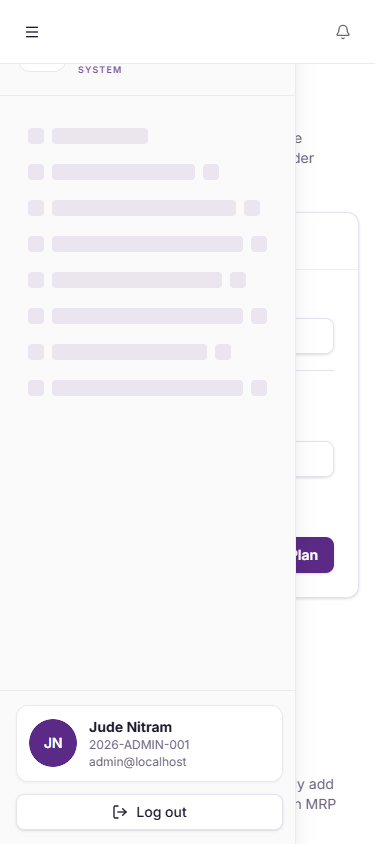 SYSTEM
e
der
Plan
Jude Nitram
JN
2026-ADMIN-001
admin@localhost
y add
Log out
n MRP